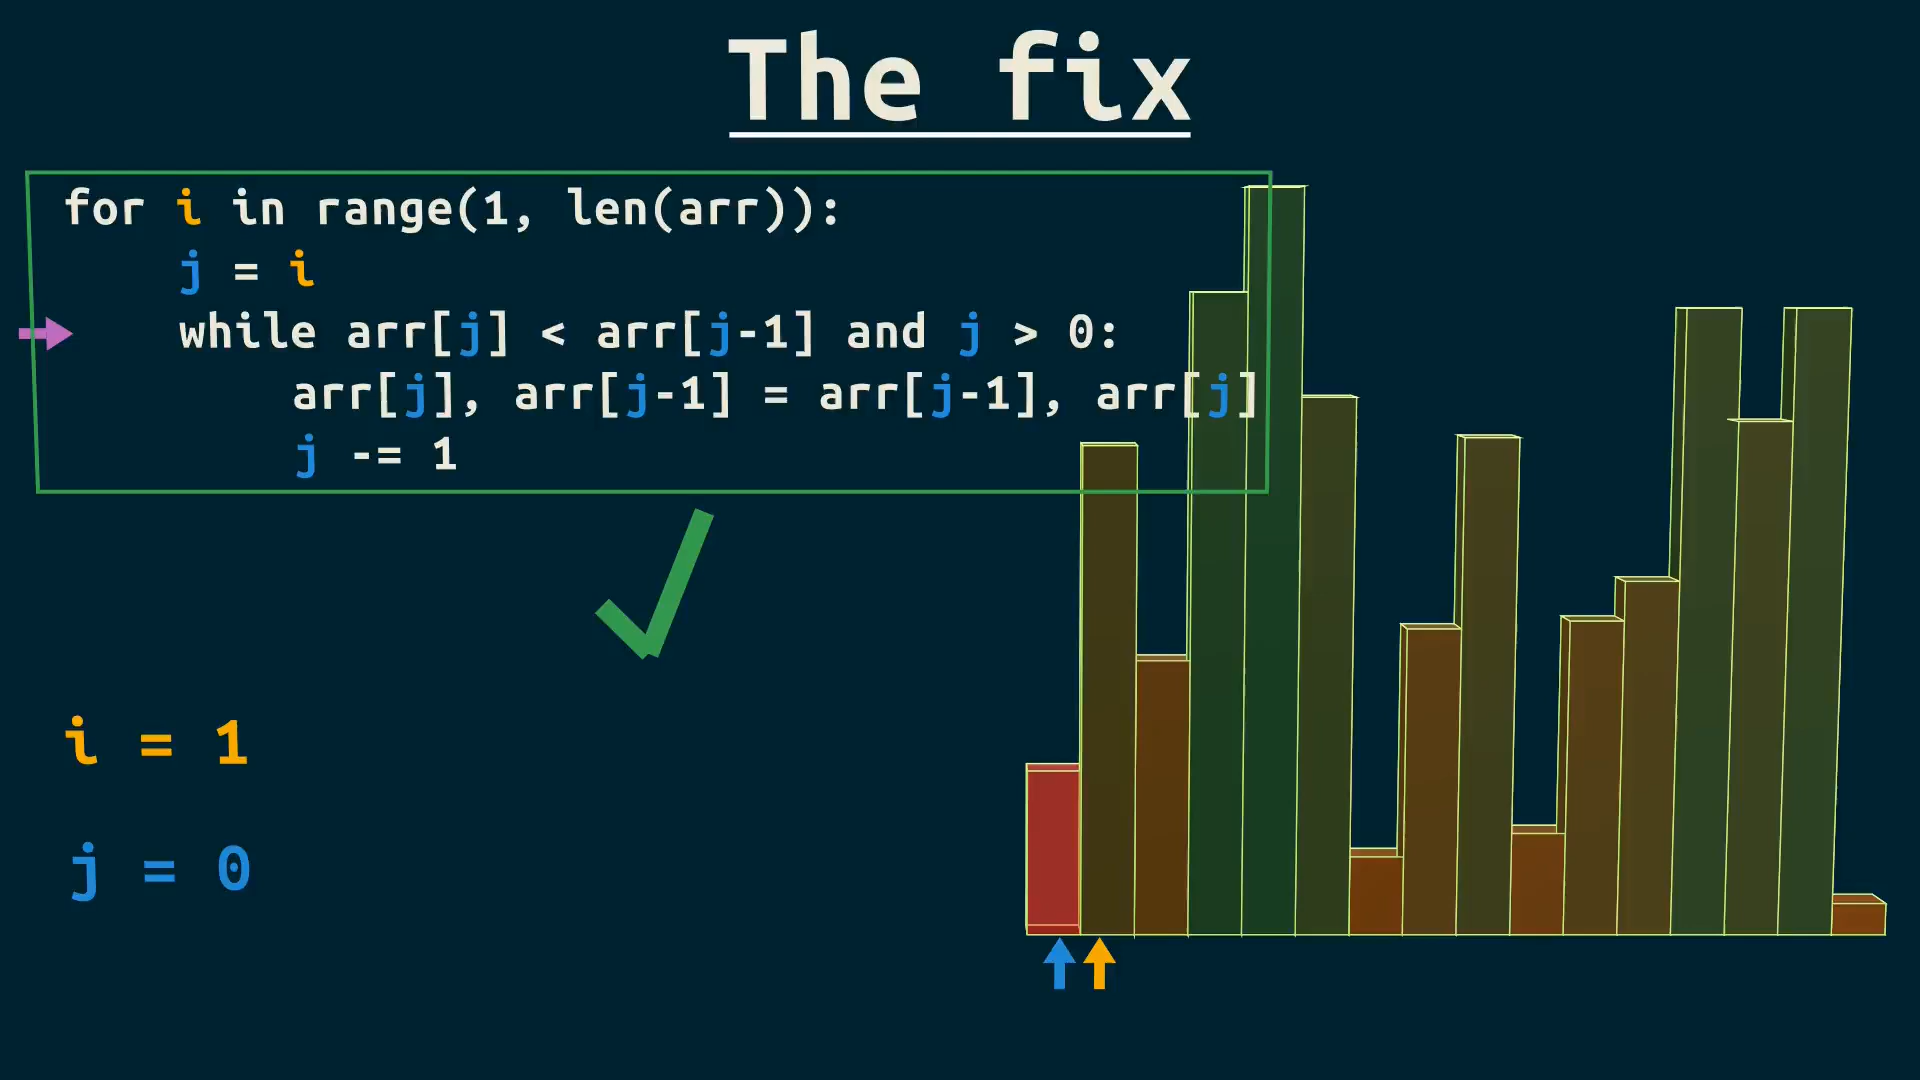 The fix
for i in range(1, len(arr)):
    j = i
    while arr[j] < arr[j-1] and j > 0:
        arr[j], arr[j-1] = arr[j-1], arr[j]
        j -= 1
i = 1
j = 0